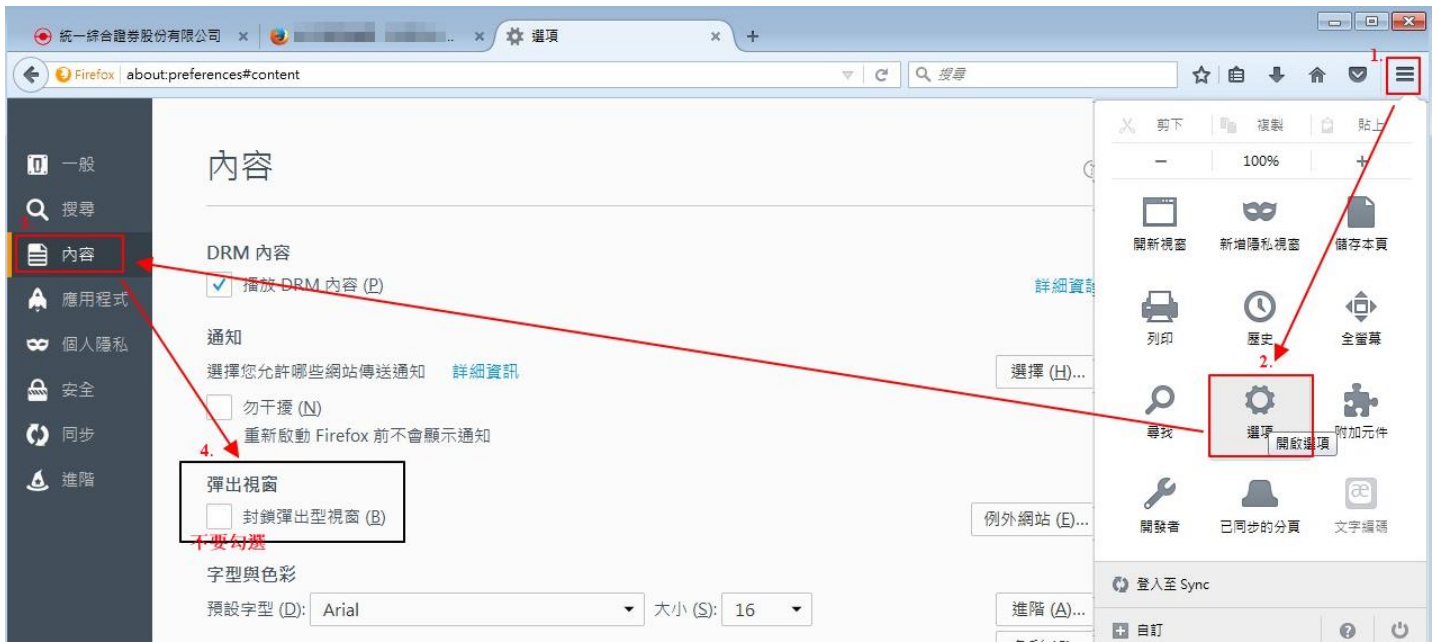 統一綜合證券股份有限公司
選項
1.
Firefox about:preferences#content
搜尋
剪下 複製 貼上
100%
開新視窗 新增隱私視窗 儲存本頁
列印 歷史 全螢幕
2.
尋找 選項 附加元件
開啟選項
開發者 已同步的分頁 文字編碼
登入至 Sync
自訂
一般
搜尋
3.
內容
應用程式
個人隱私
安全
同步
進階
內容
DRM 內容
播放 DRM 內容 (P)
詳細資訊
通知
選擇您允許哪些網站傳送通知 詳細資訊
選擇 (H)...
勿干擾 (N)
重新啟動 Firefox 前不會顯示通知
4.
彈出視窗
封鎖彈出型視窗 (B)
例外網站 (E)...
不要勾選
字型與色彩
預設字型 (D): Arial 大小 (S): 16
進階 (A)...